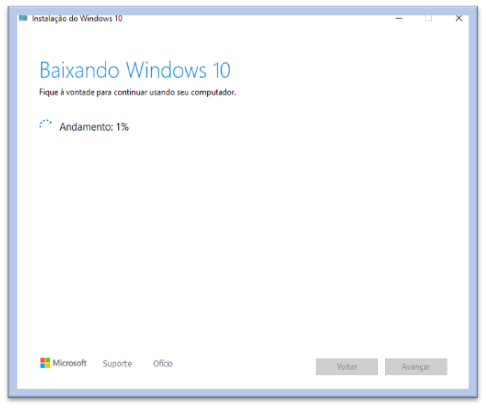 Instalação do Windows 10
Baixando Windows 10
Fique à vontade para continuar usando seu computador.
Andamento: 1%
Microsoft Suporte Ofício
Voltar Avançar